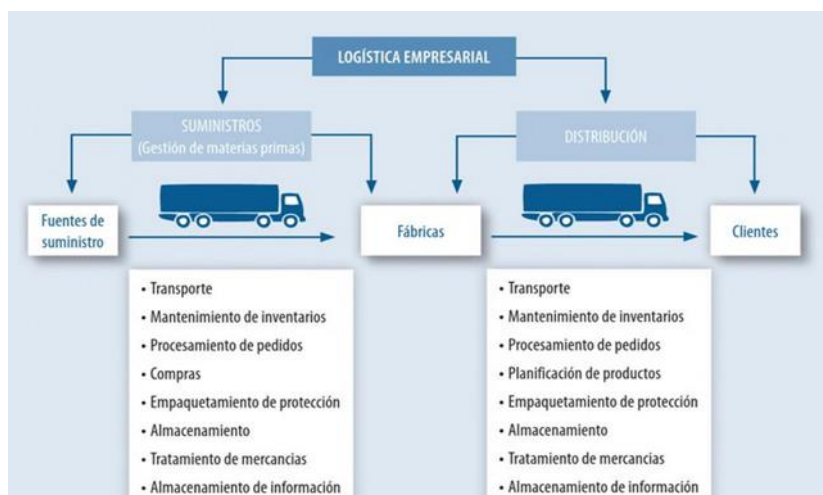 LOGÍSTICA EMPRESARIAL
SUMINISTROS
(Gestión de materias primas)
DISTRIBUCIÓN
Fuentes de
suministro
Fábricas
Clientes
• Transporte
• Mantenimiento de inventarios
• Procesamiento de pedidos
• Compras
• Empaquetamiento de protección
• Almacenamiento
• Tratamiento de mercancias
• Almacenamiento de información
• Transporte
• Mantenimiento de inventarios
• Procesamiento de pedidos
• Planificación de productos
• Empaquetamiento de protección
• Almacenamiento
• Tratamiento de mercancias
• Almacenamiento de información